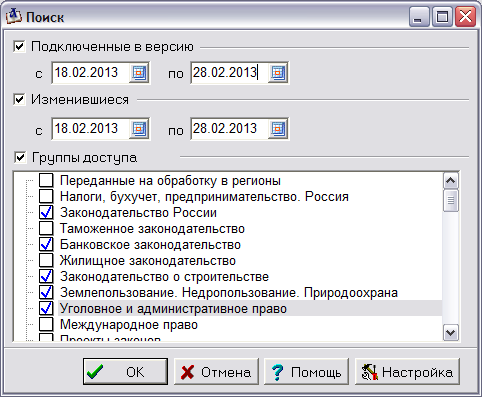 Поиск
Подключенные в версию
с 18.02.2013 по 28.02.2013
Изменившиеся
с 18.02.2013 по 28.02.2013
Группы доступа
Переданные на обработку в регионы
Налоги, бухучет, предпринимательство. Россия
Законодательство России
Таможенное законодательство
Банковское законодательство
Жилищное законодательство
Законодательство о строительстве
Землепользование. Недропользование. Природоохрана
Уголовное и административное право
Международное право
Проекты законов
OK Отмена Помощь Настройка